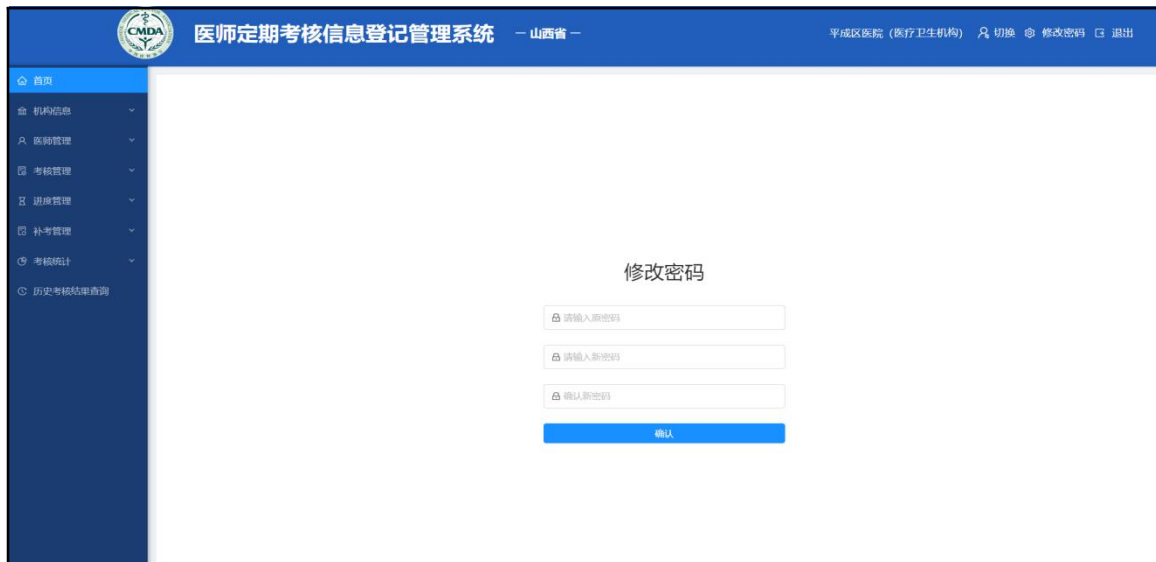 CMDA
医师定期考核信息登记管理系统 — 山西省 —
平成区医院 (医疗卫生机构) 切换 修改密码 退出
首页
机构信息
医师管理
考核管理
进度管理
补考管理
考核统计
历史考核结果查询
修改密码
请输入原密码
请输入新密码
确认新密码
确认